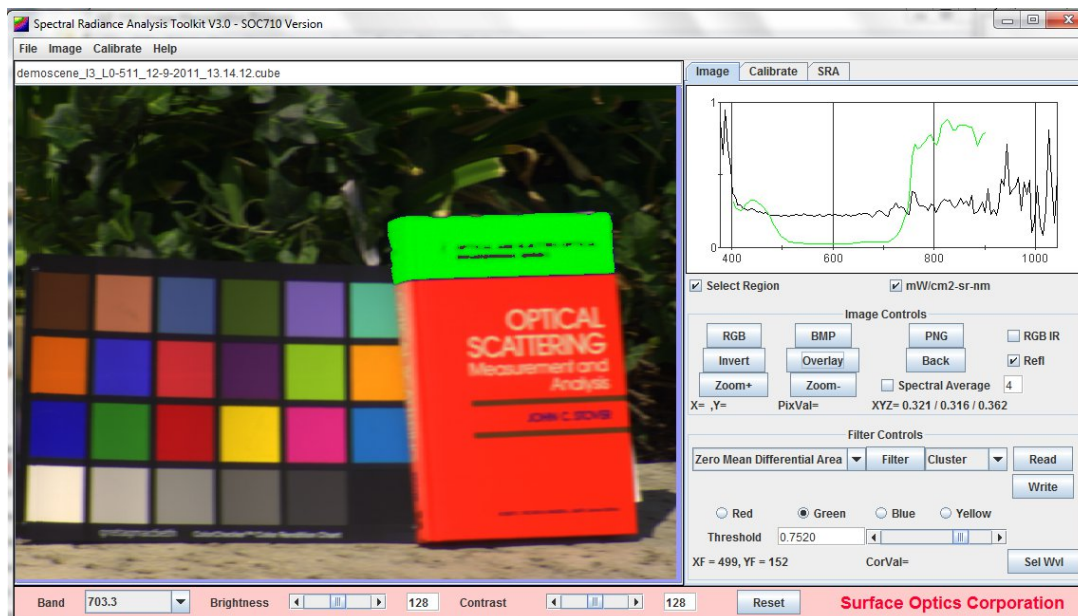 Spectral Radiance Analysis Toolkit V3.0 - SOC710 Version
File Image Calibrate Help
demoscene_I3_L0-511_12-9-2011_13.14.12.cube
OPTICAL
SCATTERING
Measurement and
Analysis
JOHN C. STOVER
Image Calibrate SRA
1
0
400 600 800 1000
Select Region mW/cm2-sr-nm
Image Controls
RGB BMP PNG RGB IR
Invert Overlay Back Refl
Zoom+ Zoom- Spectral Average 4
X= ,Y= PixVal= XYZ= 0.321 / 0.316 / 0.362
Filter Controls
Zero Mean Differential Area Filter Cluster Read
Write
Red Green Blue Yellow
Threshold 0.7520
XF = 499, YF = 152 CorVal= Sel Wvl
Band 703.3 Brightness 128 Contrast 128 Reset Surface Optics Corporation